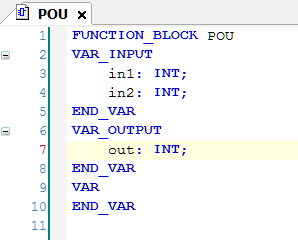 POU
1 FUNCTION_BLOCK POU
2 VAR_INPUT
3 in1: INT;
4 in2: INT;
5 END_VAR
6 VAR_OUTPUT
7 out: INT;
8 END_VAR
9 VAR
10 END_VAR